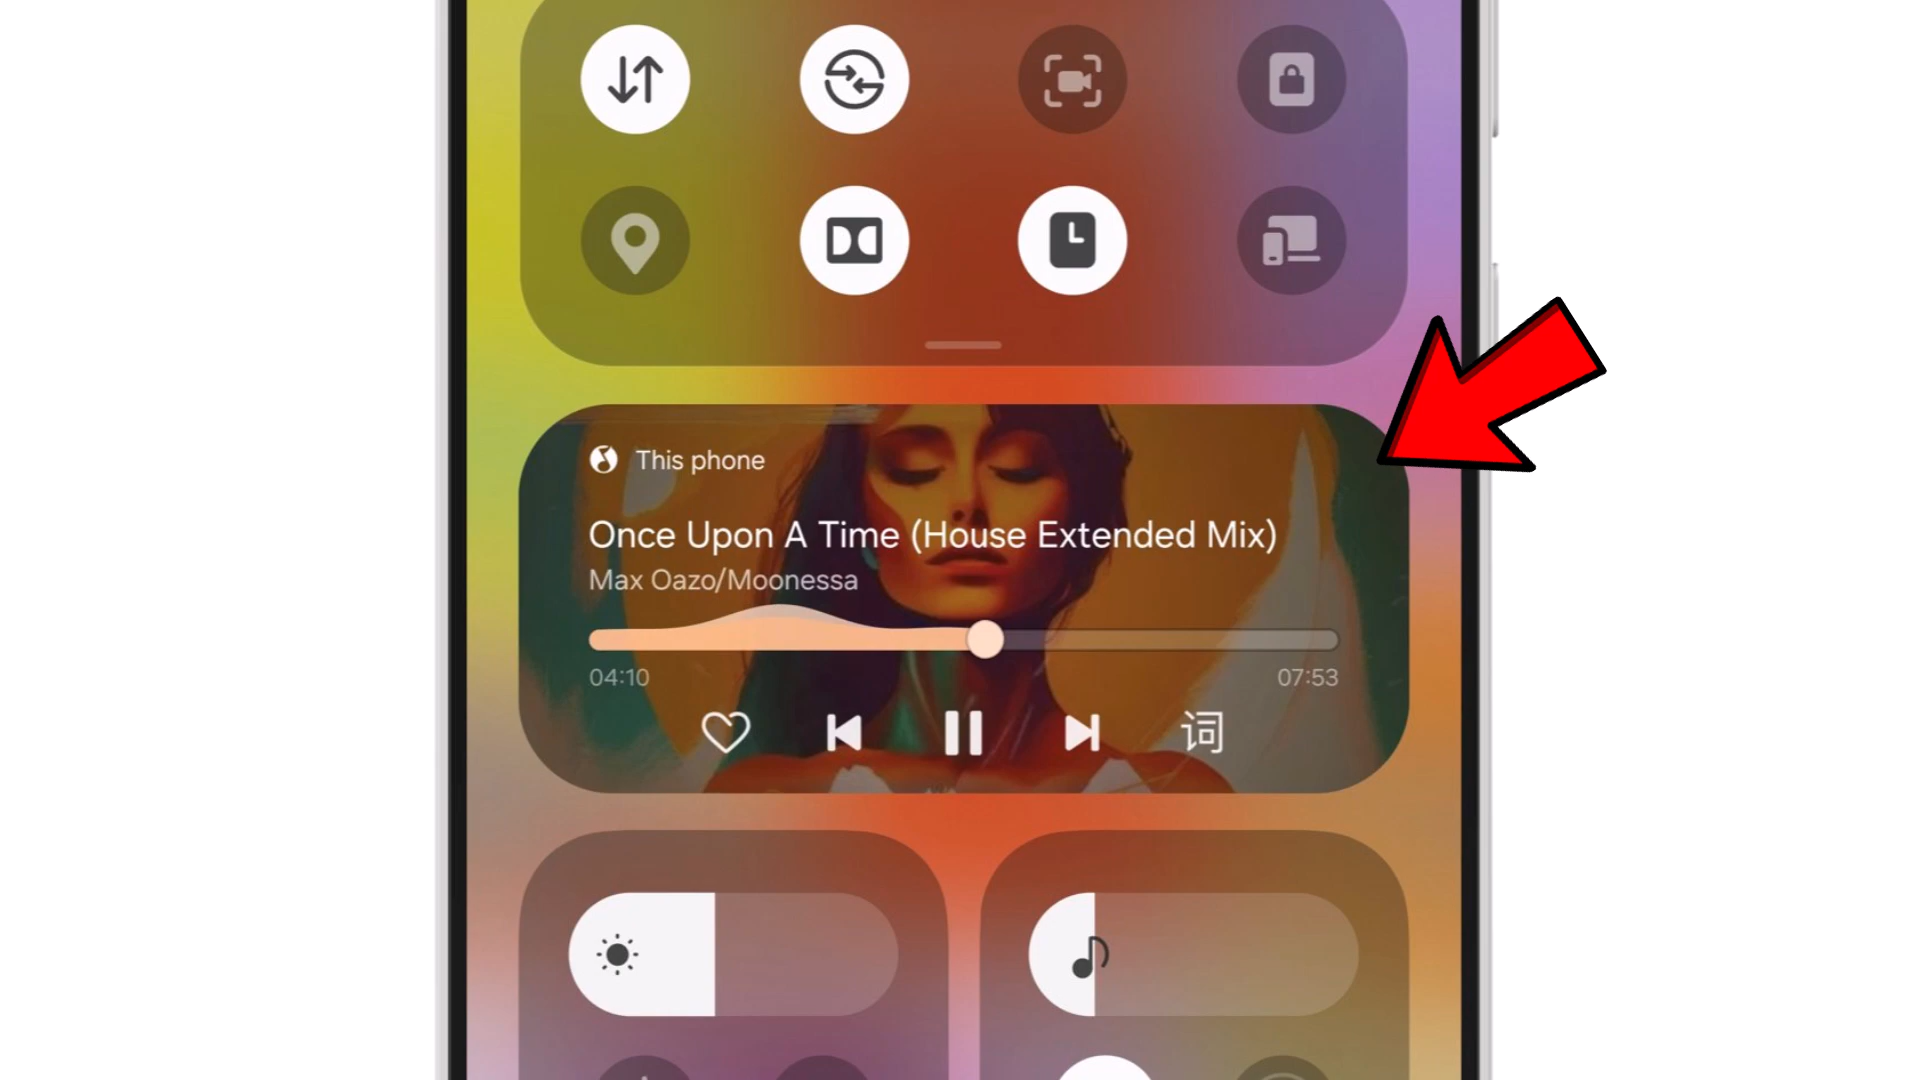 This phone
Once Upon A Time (House Extended Mix)
Max Oazo/Moonessa
04:10
07:53
词